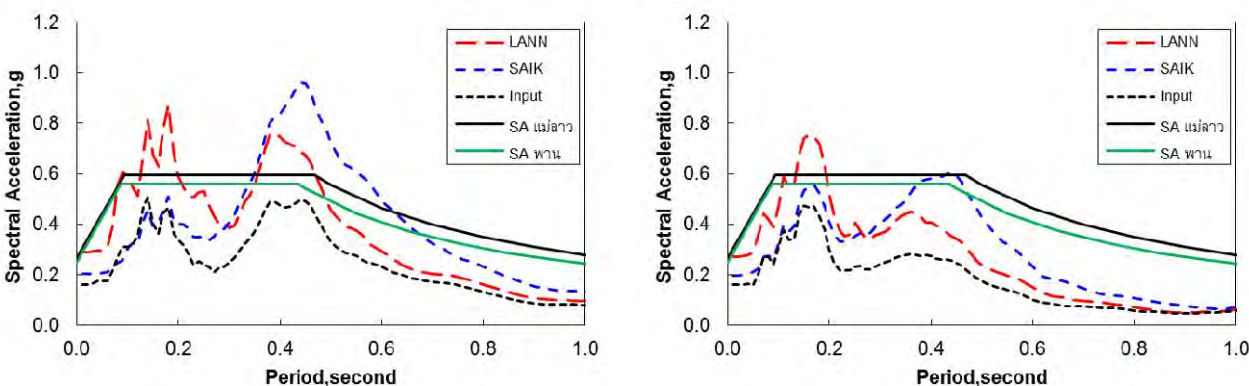 1.2
1.0
0.8
0.6
0.4
0.2
0.0
Spectral Acceleration,g
0.0 0.2 0.4 0.6 0.8 1.0
Period,second
LANN
SAIK
Input
SA แม่ลาว
SA พาน
1.2
1.0
0.8
0.6
0.4
0.2
0.0
Spectral Acceleration,g
0.0 0.2 0.4 0.6 0.8 1.0
Period,second
LANN
SAIK
Input
SA แม่ลาว
SA พาน